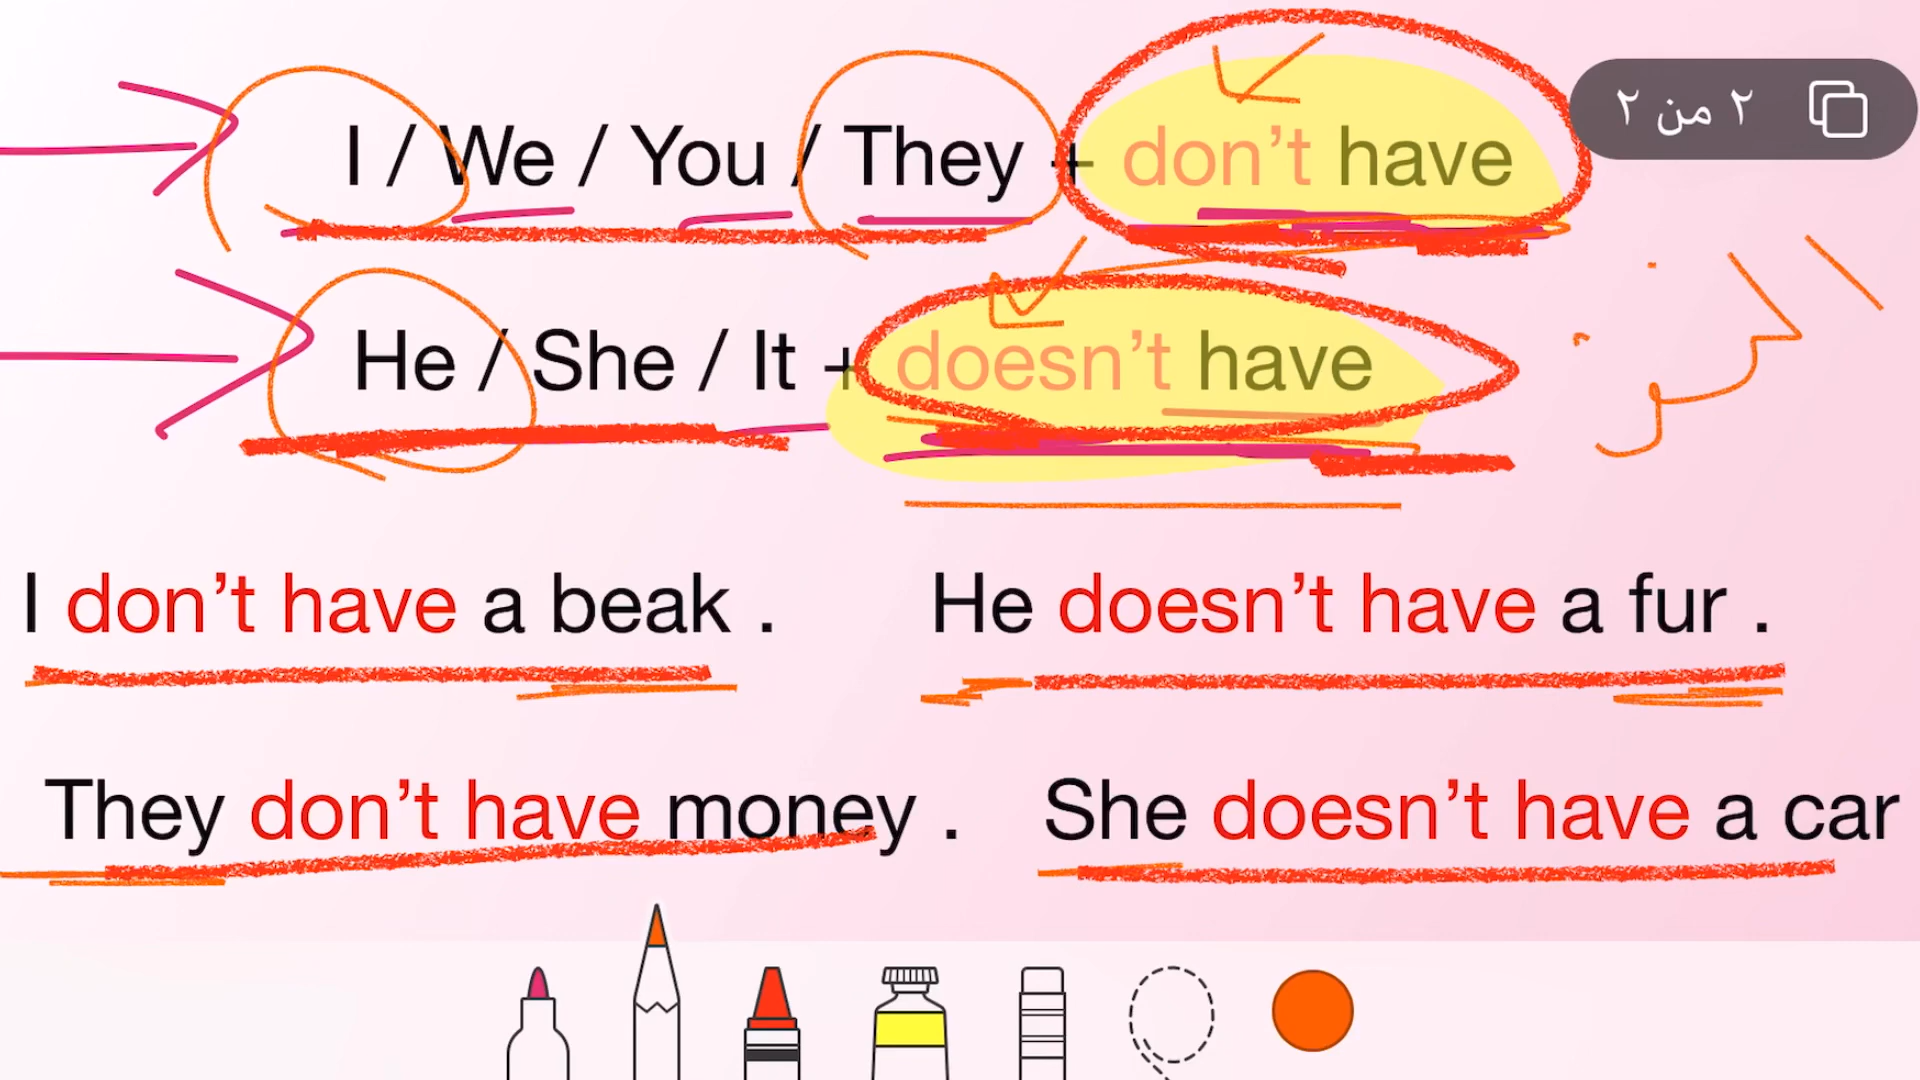 I / We / You / They + don’t have
٢ من ٢
He / She / It + doesn’t have
I don’t have a beak .
He doesn’t have a fur .
They don’t have money .
She doesn’t have a car